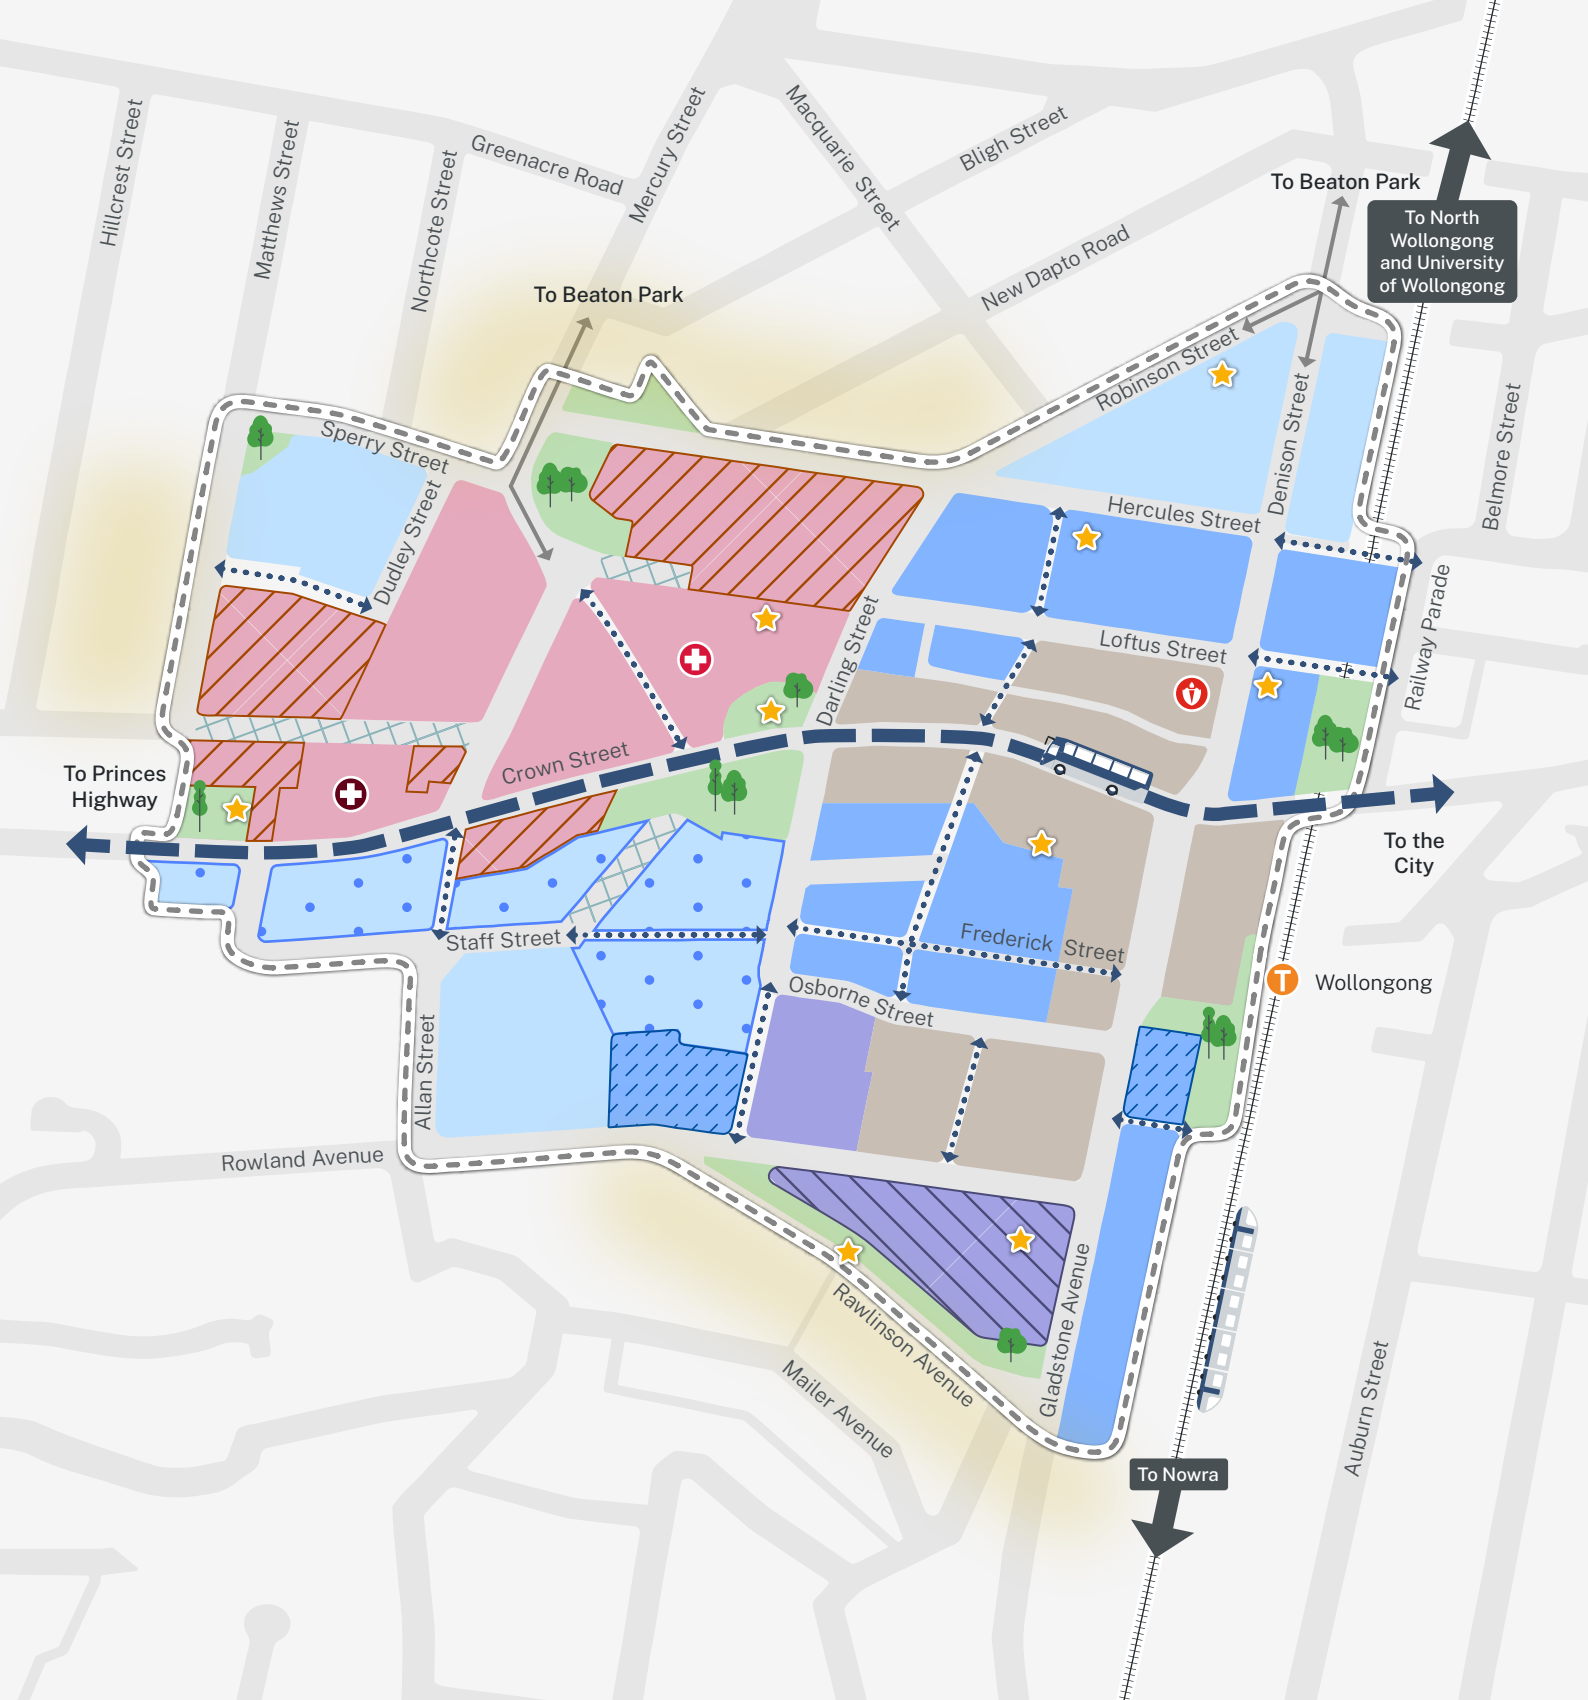 Hillcrest Street
Matthews Street
Northcote Street
Greenacre Road
Mercury Street
Macquarie Street
Bligh Street
New Dapto Road
To Beaton Park
To Beaton Park
To North
Wollongong
and University
of Wollongong
Robinson Street
Denison Street
Belmore Street
Sperry Street
Dudley Street
Hercules Street
Loftus Street
Railway Parade
Darling Street
Crown Street
To Princes
Highway
To the
City
Staff Street
Frederick Street
Osborne Street
T
Wollongong
Allan Street
Rowland Avenue
Gladstone Avenue
Rawlinson Avenue
Mailer Avenue
Auburn Street
To Nowra